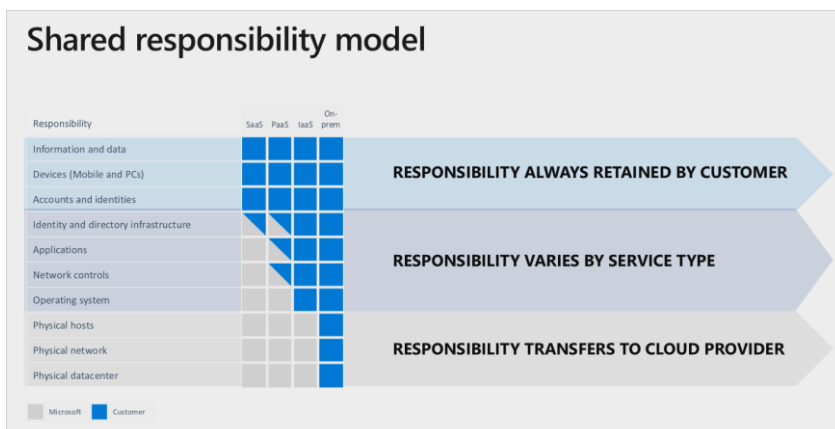 Shared responsibility model
Responsibility SaaS PaaS IaaS On-prem
Information and data
Devices (Mobile and PCs)
Accounts and identities
RESPONSIBILITY ALWAYS RETAINED BY CUSTOMER
Identity and directory infrastructure
Applications
Network controls
Operating system
RESPONSIBILITY VARIES BY SERVICE TYPE
Physical hosts
Physical network
Physical datacenter
RESPONSIBILITY TRANSFERS TO CLOUD PROVIDER
Microsoft Customer